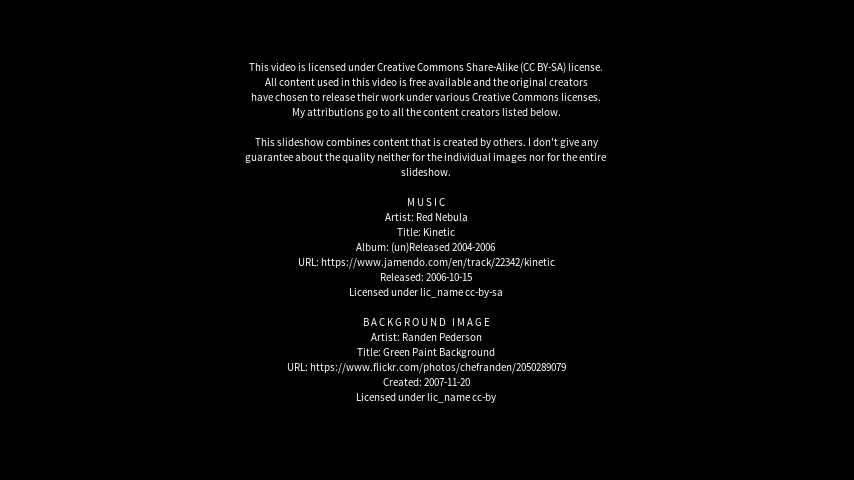 This video is licensed under Creative Commons Share-Alike (CC BY-SA) license.
All content used in this video is free available and the original creators
have chosen to release their work under various Creative Commons licenses.
My attributions go to all the content creators listed below.
This slideshow combines content that is created by others. I don't give any
guarantee about the quality neither for the individual images nor for the entire
slideshow.
M U S I C
Artist: Red Nebula
Title: Kinetic
Album: (un)Released 2004-2006
URL: https://www.jamendo.com/en/track/22342/kinetic
Released: 2006-10-15
Licensed under lic_name cc-by-sa
B A C K G R O U N D   I M A G E
Artist: Randen Pederson
Title: Green Paint Background
URL: https://www.flickr.com/photos/chefranden/2050289079
Created: 2007-11-20
Licensed under lic_name cc-by